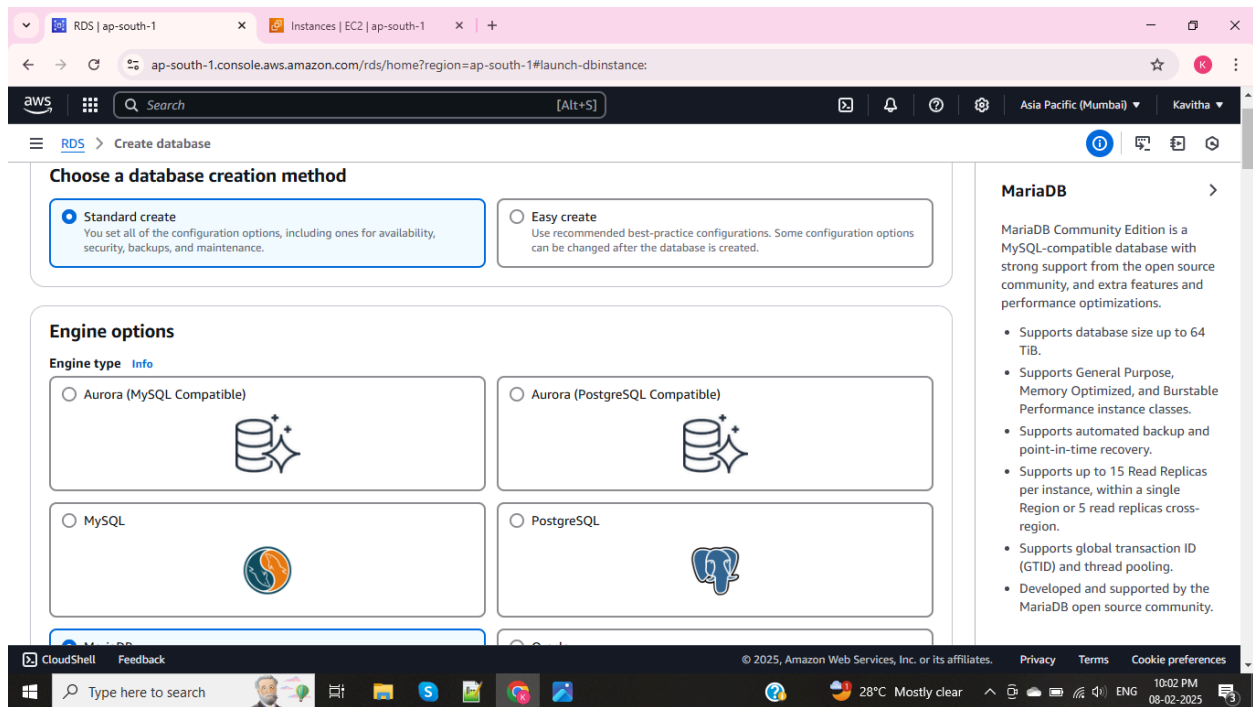 RDS | ap-south-1
Instances | EC2 | ap-south-1
ap-south-1.console.aws.amazon.com/rds/home?region=ap-south-1#launch-dbinstance:
K
aws
Search
[Alt+S]
Asia Pacific (Mumbai)
Kavitha
RDS > Create database
Choose a database creation method
Standard create
You set all of the configuration options, including ones for availability,
security, backups, and maintenance.
Easy create
Use recommended best-practice configurations. Some configuration options
can be changed after the database is created.
Engine options
Engine type Info
Aurora (MySQL Compatible)
Aurora (PostgreSQL Compatible)
MySQL
PostgreSQL
MariaDB
MariaDB
MariaDB Community Edition is a
MySQL-compatible database with
strong support from the open source
community, and extra features and
performance optimizations.
• Supports database size up to 64
TiB.
• Supports General Purpose,
Memory Optimized, and Burstable
Performance instance classes.
• Supports automated backup and
point-in-time recovery.
• Supports up to 15 Read Replicas
per instance, within a single
Region or 5 read replicas cross-
region.
• Supports global transaction ID
(GTID) and thread pooling.
• Developed and supported by the
MariaDB open source community.
CloudShell Feedback
© 2025, Amazon Web Services, Inc. or its affiliates. Privacy Terms Cookie preferences
Type here to search
28°C Mostly clear
ENG
10:02 PM
08-02-2025
3